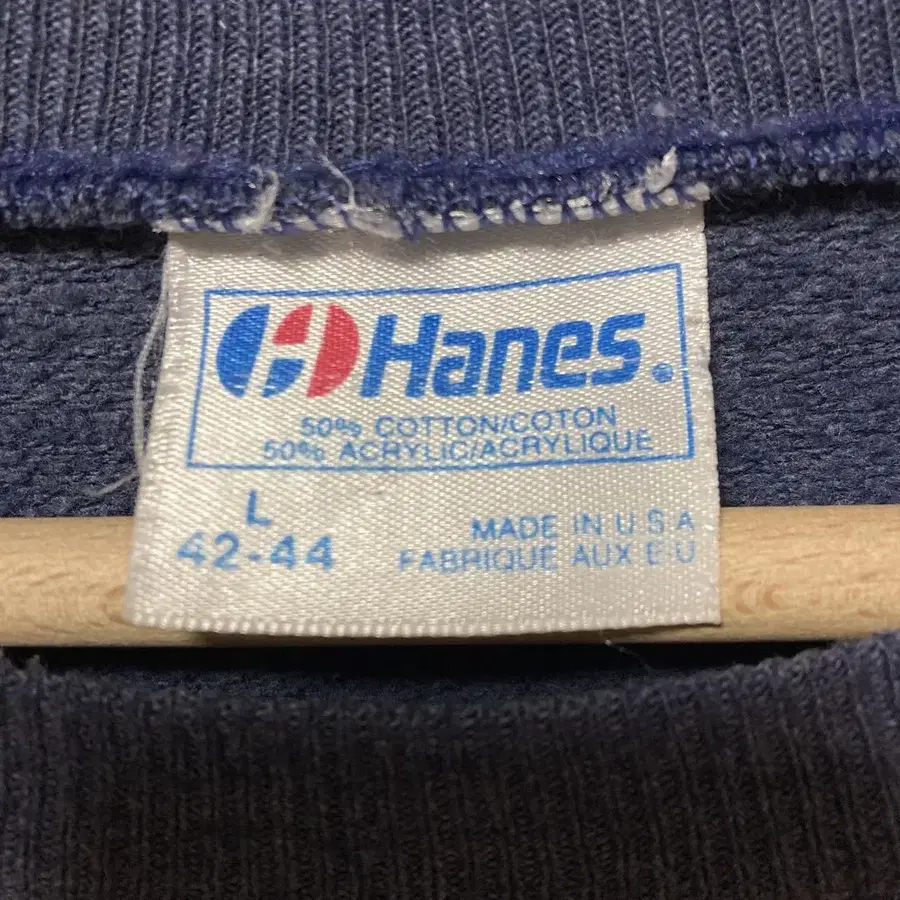 Hanes®
50% COTTON/COTON
50% ACRYLIC/ACRYLIQUE
L
42-44
MADE IN U S A
FABRIQUE AUX E U